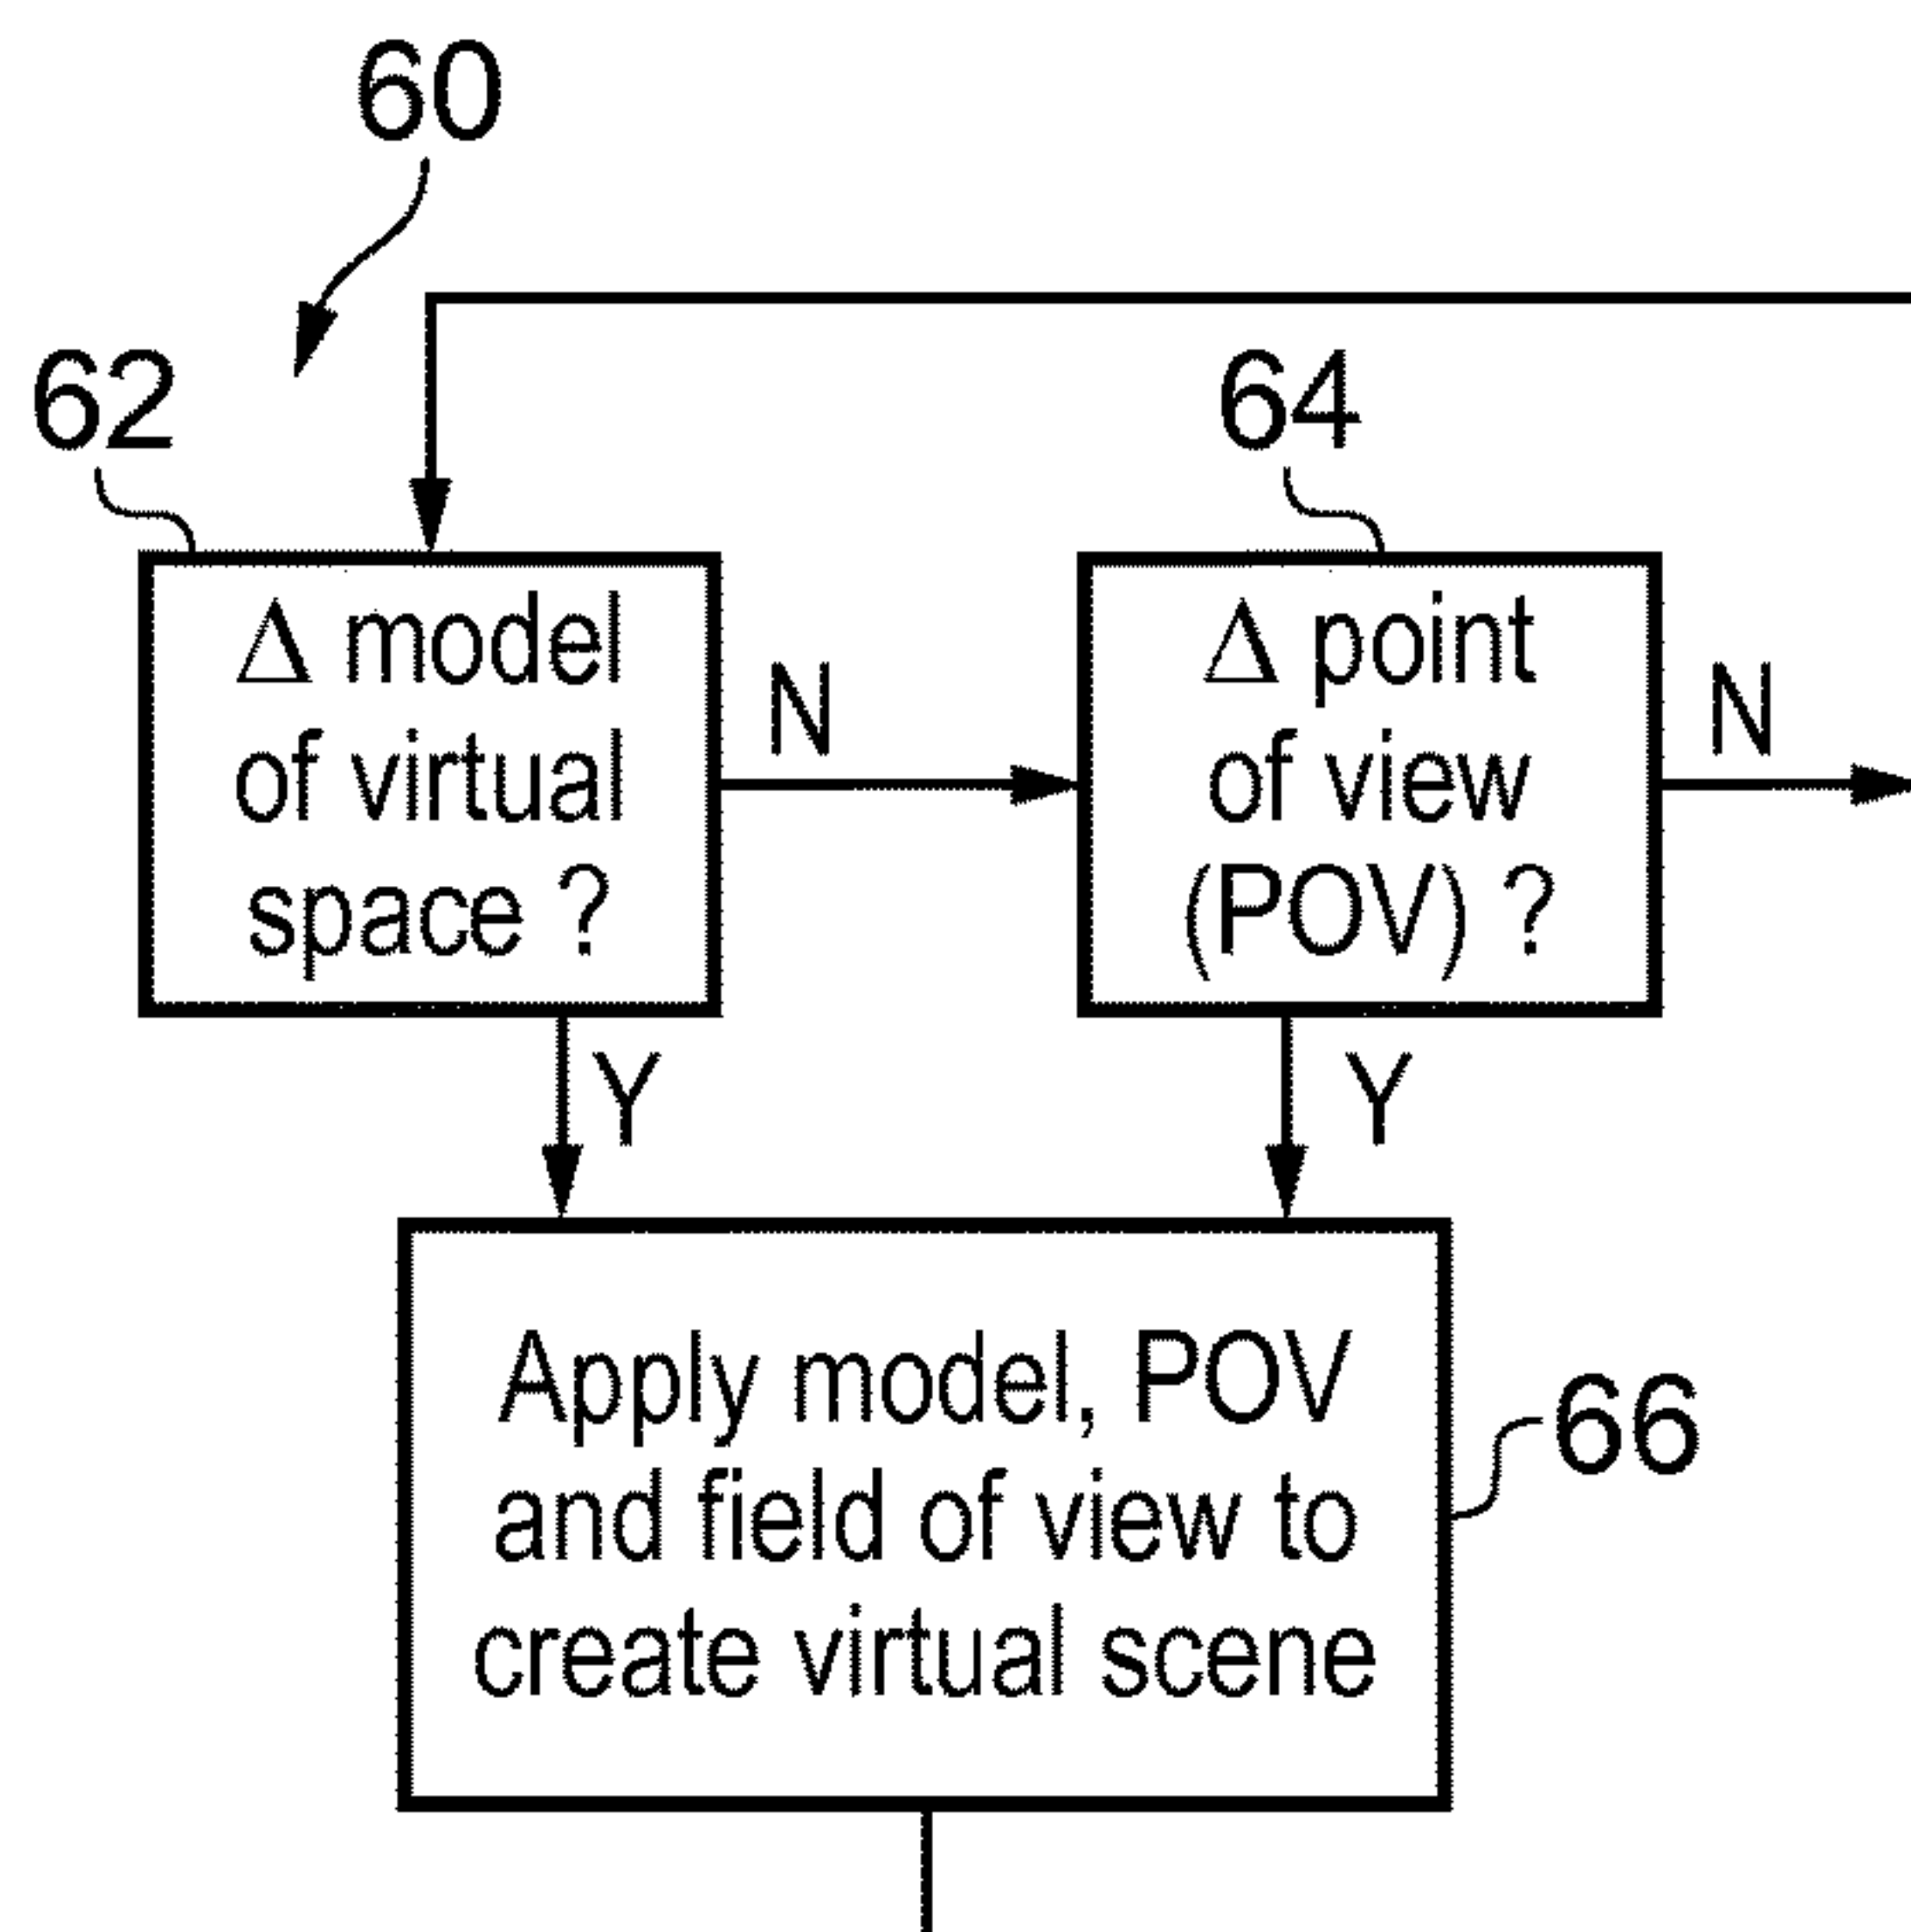 60
62
64
Δ model
of virtual
space ?
N
Δ point
of view
(POV) ?
N
Y
Y
Apply model, POV
and field of view to
create virtual scene
66